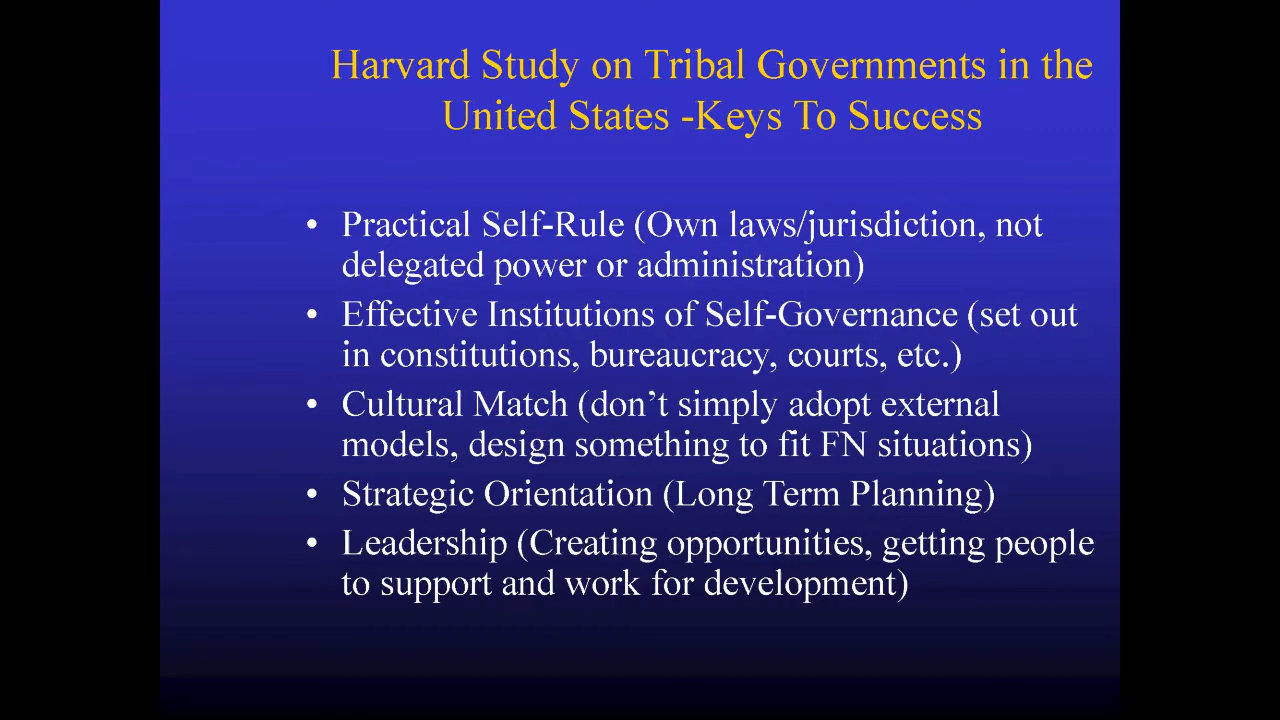 Harvard Study on Tribal Governments in the
United States -Keys To Success
• Practical Self-Rule (Own laws/jurisdiction, not
delegated power or administration)
• Effective Institutions of Self-Governance (set out
in constitutions, bureaucracy, courts, etc.)
• Cultural Match (don’t simply adopt external
models, design something to fit FN situations)
• Strategic Orientation (Long Term Planning)
• Leadership (Creating opportunities, getting people
to support and work for development)